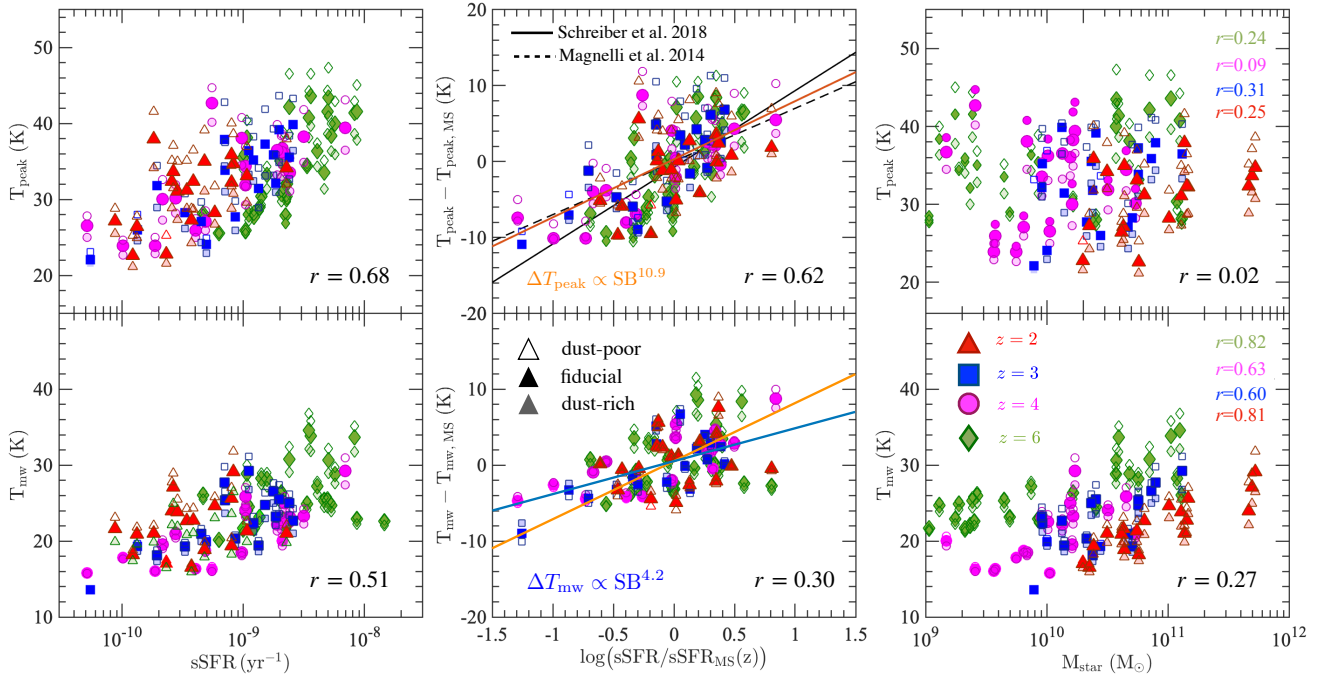 50
40
30
20
T_peak (K)
r = 0.68
20
10
0
-10
-20
T_peak − T_peak, MS (K)
Schreiber et al. 2018
Magnelli et al. 2014
ΔT_peak ∝ SB^10.9
r = 0.62
50
40
30
20
T_peak (K)
r=0.24
r=0.09
r=0.31
r=0.25
r = 0.02
40
30
20
10
T_mw (K)
r = 0.51
10^-10
10^-9
10^-8
sSFR (yr^−1)
20
10
0
-10
-20
T_mw − T_mw, MS (K)
dust-poor
fiducial
dust-rich
ΔT_mw ∝ SB^4.2
r = 0.30
-1.5
-1
-0.5
0
0.5
1
1.5
log(sSFR/sSFR_MS(z))
40
30
20
10
T_mw (K)
z = 2
z = 3
z = 4
z = 6
r=0.82
r=0.63
r=0.60
r=0.81
r = 0.27
10^9
10^10
10^11
10^12
M_star (M_⊙)